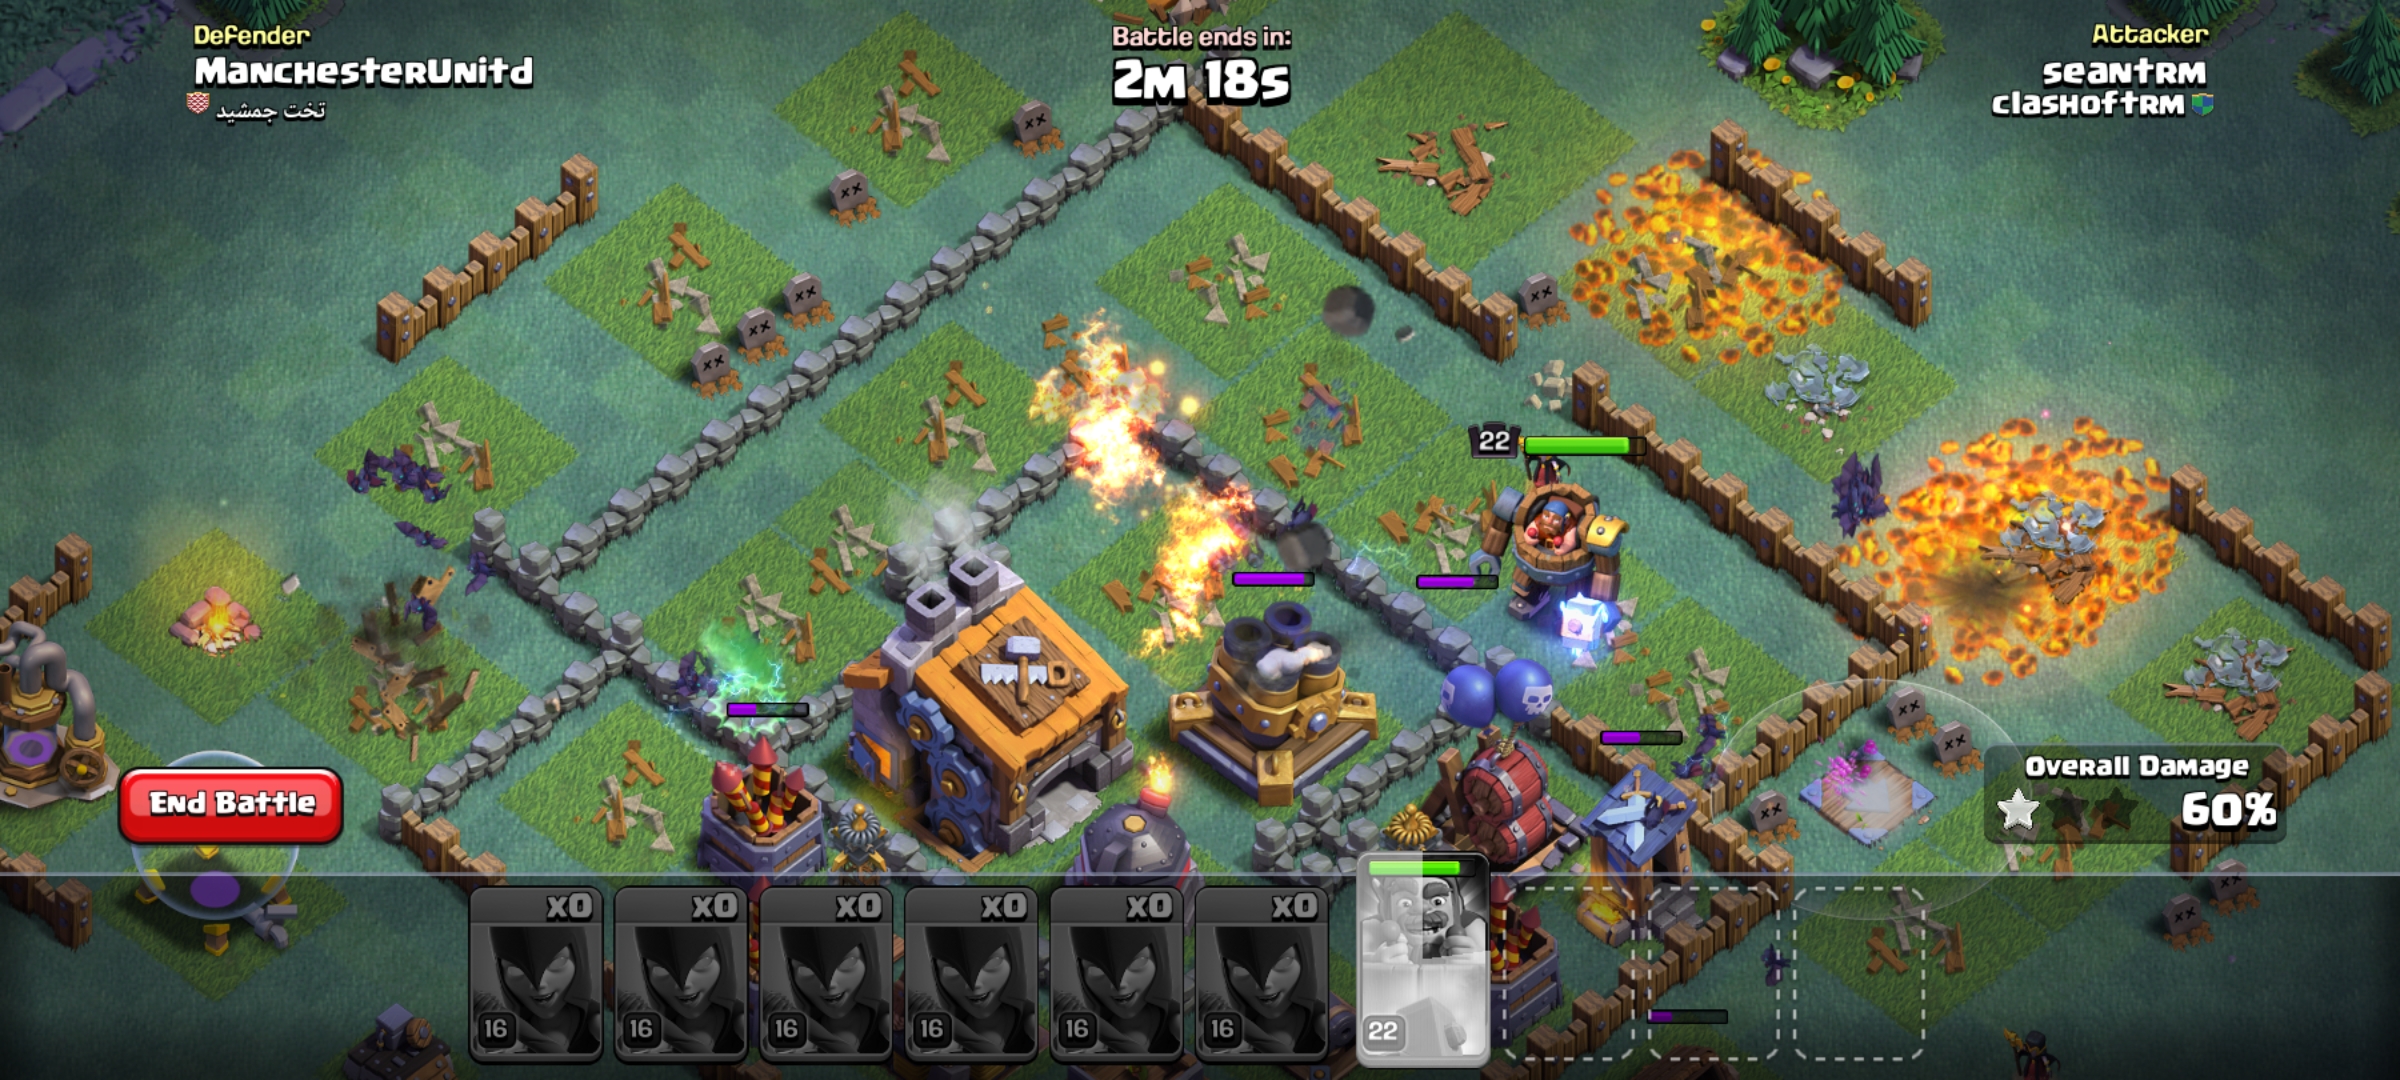 Defender
ManchesterUnitd
تخت جمشید
Battle ends in:
2M 18s
Attacker
seantRM
clashoftRM
22
End Battle
Overall Damage
60%
x0
x0
x0
x0
x0
x0
16
16
16
16
16
16
22